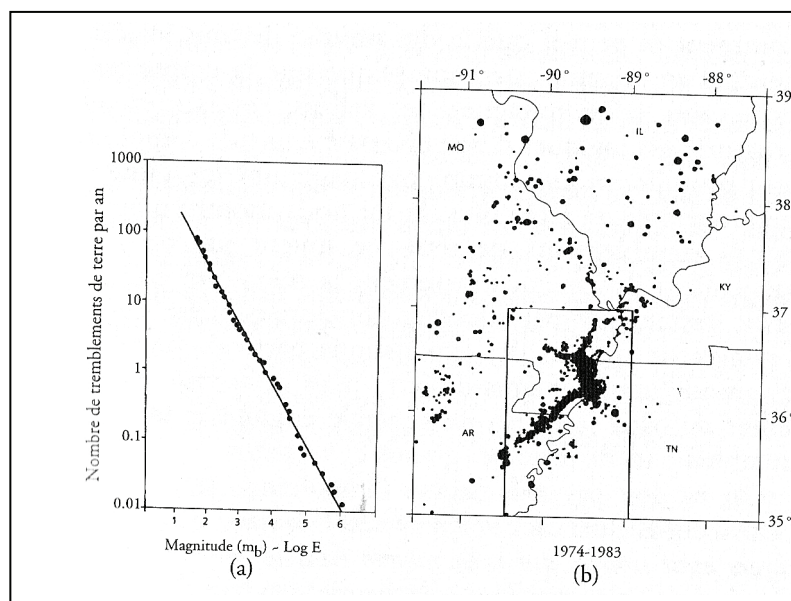 Nombre de tremblements de terre par an
1000
100
10
1
0.1
0.01
1 2 3 4 5 6
Magnitude (mb) ~ Log E
(a)
-91° -90° -89° -88°
39
38
37
36
35°
MO
IL
KY
AR
TN
1974-1983
(b)